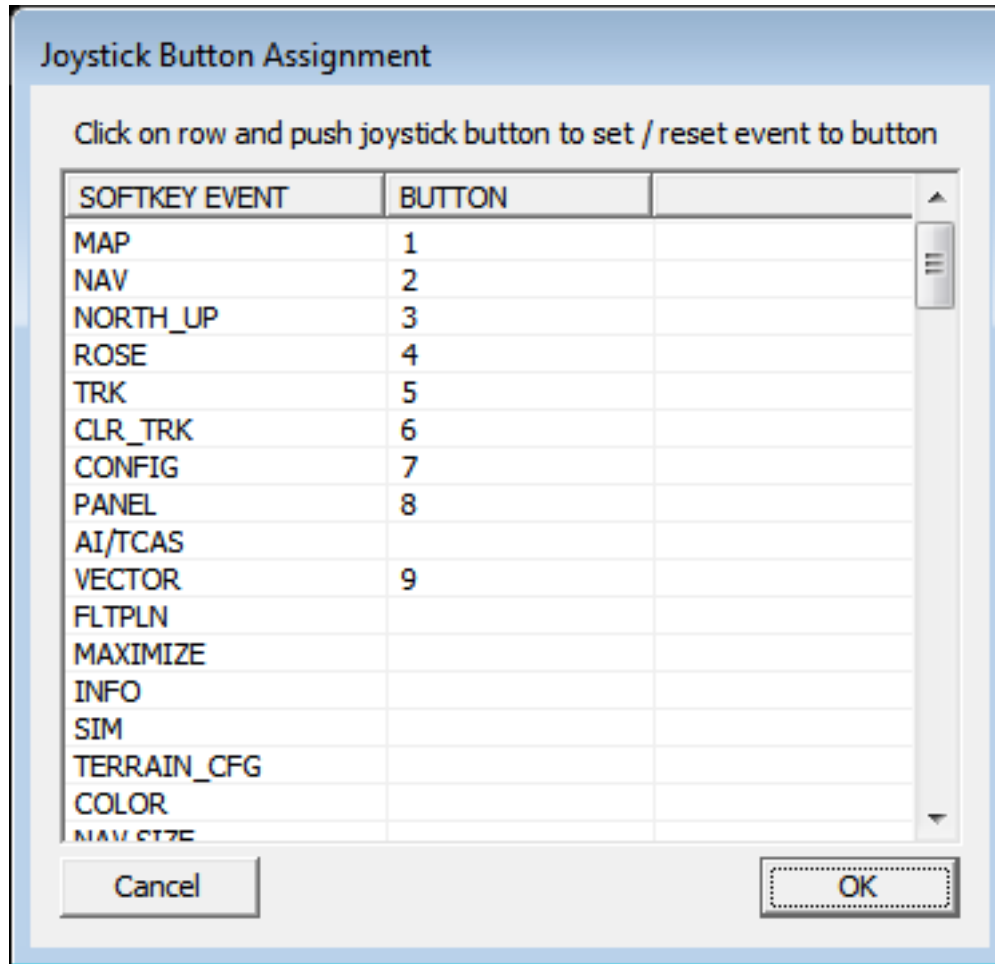 Joystick Button Assignment
Click on row and push joystick button to set / reset event to button
SOFTKEY EVENT BUTTON
MAP 1
NAV 2
NORTH_UP 3
ROSE 4
TRK 5
CLR_TRK 6
CONFIG 7
PANEL 8
AI/TCAS
VECTOR 9
FLTPLN
MAXIMIZE
INFO
SIM
TERRAIN_CFG
COLOR
NAV SIZE
Cancel OK